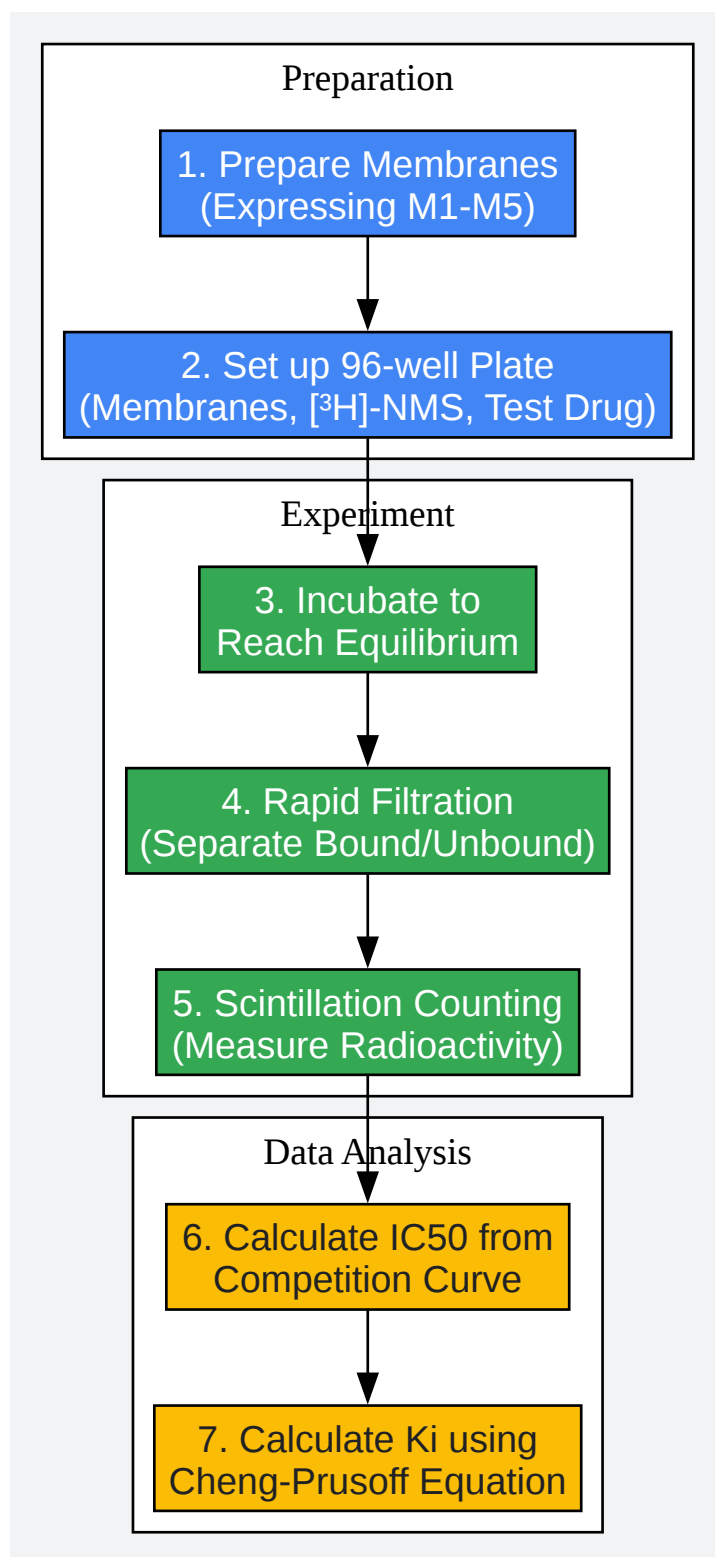 Preparation
1. Prepare Membranes
(Expressing M1-M5)
2. Set up 96-well Plate
(Membranes, [³H]-NMS, Test Drug)
Experiment
3. Incubate to
Reach Equilibrium
4. Rapid Filtration
(Separate Bound/Unbound)
5. Scintillation Counting
(Measure Radioactivity)
Data Analysis
6. Calculate IC50 from
Competition Curve
7. Calculate Ki using
Cheng-Prusoff Equation